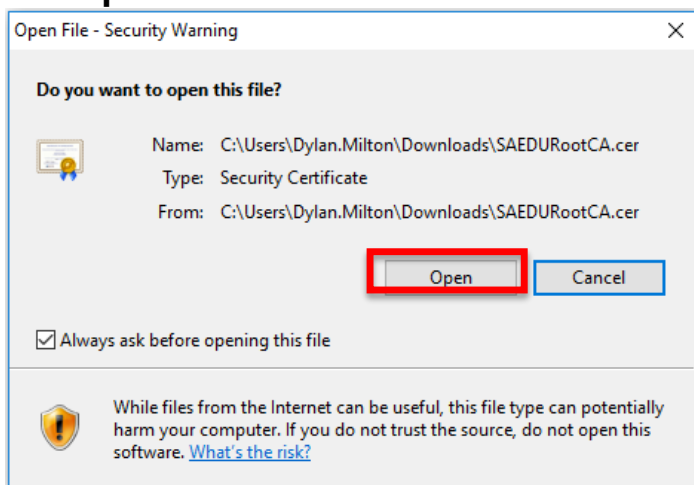 Open File - Security Warning
Do you want to open this file?
Name: C:\Users\Dylan.Milton\Downloads\SAEDURootCA.cer
Type: Security Certificate
From: C:\Users\Dylan.Milton\Downloads\SAEDURootCA.cer
Open Cancel
Always ask before opening this file
While files from the Internet can be useful, this file type can potentially
harm your computer. If you do not trust the source, do not open this
software. What's the risk?